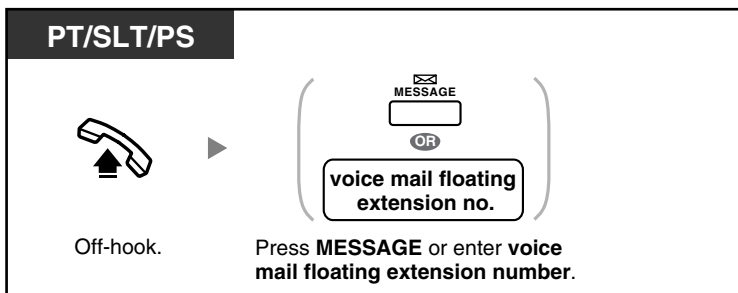 PT/SLT/PS
MESSAGE
OR
voice mail floating
extension no.
Off-hook.
Press MESSAGE or enter voice
mail floating extension number.